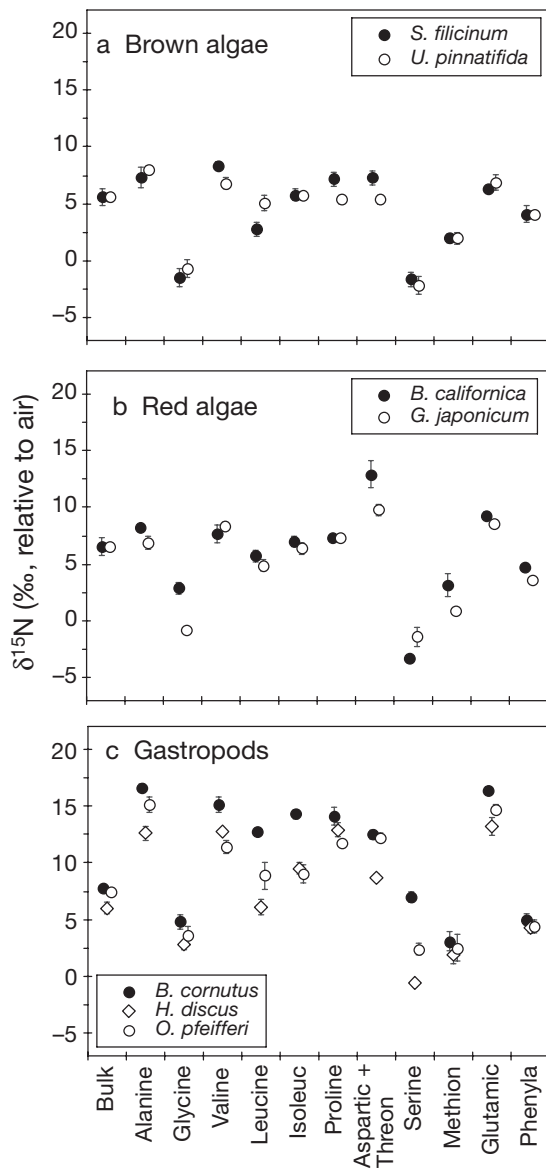 20
15
10
5
0
–5
a Brown algae
S. filicinum
U. pinnatifida
20
15
10
5
0
–5
b Red algae
B. californica
G. japonicum
δ¹⁵N (‰, relative to air)
20
15
10
5
0
–5
c Gastropods
B. cornutus
H. discus
O. pfeifferi
Bulk
Alanine
Glycine
Valine
Leucine
Isoleuc
Proline
Aspartic +
Threon
Serine
Methion
Glutamic
Phenyla